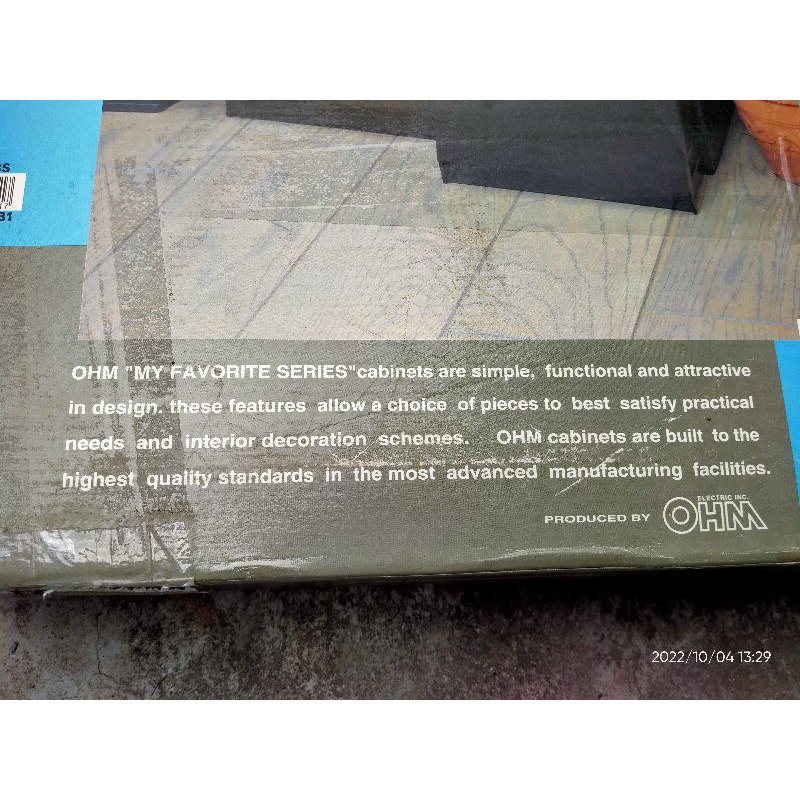 31
OHM "MY FAVORITE SERIES"cabinets are simple, functional and attractive
in design. these features allow a choice of pieces to best satisfy practical
needs and interior decoration schemes. OHM cabinets are built to the
highest quality standards in the most advanced manufacturing facilities.
PRODUCED BY
ELECTRIC INC.
OHM
2022/10/04 13:29